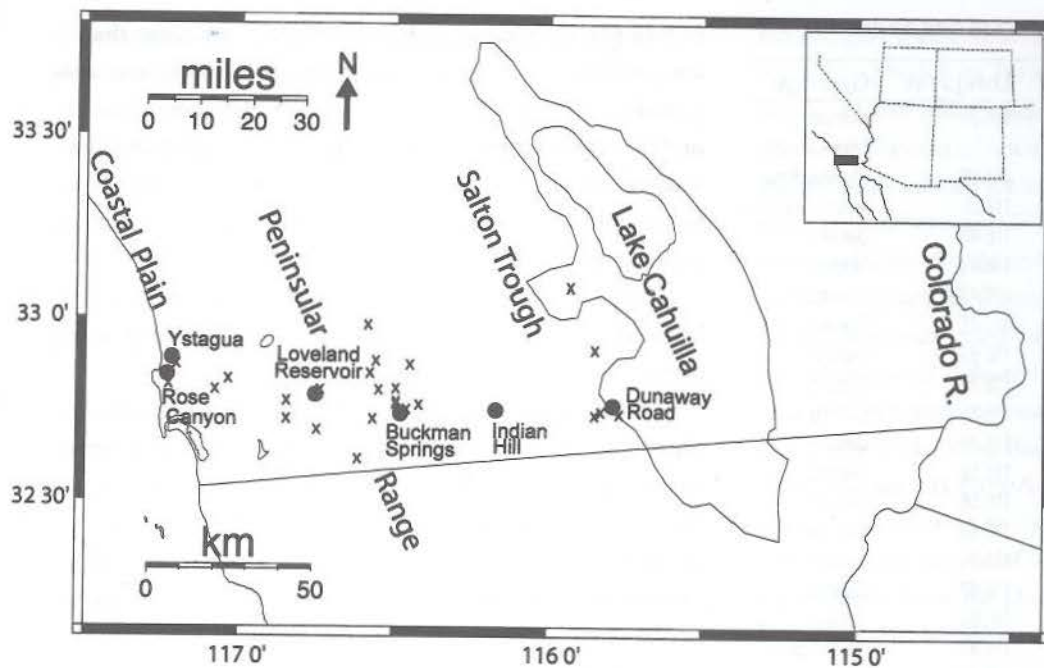 miles
0 5 10 20 30
N
33 30'
33 0'
32 30'
Coastal Plain
Peninsular
Range
Salton Trough
Lake Cahuilla
Colorado R.
Ystagua
Rose
Canyon
Loveland
Reservoir
Buckman
Springs
Indian
Hill
Dunaway
Road
km
0 50
117 0'
116 0'
115 0'